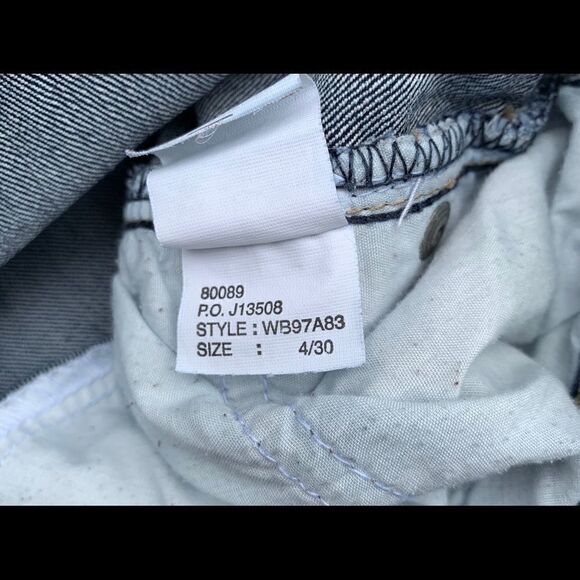 80089
P.O. J13508
STYLE : WB97A83
SIZE : 4/30